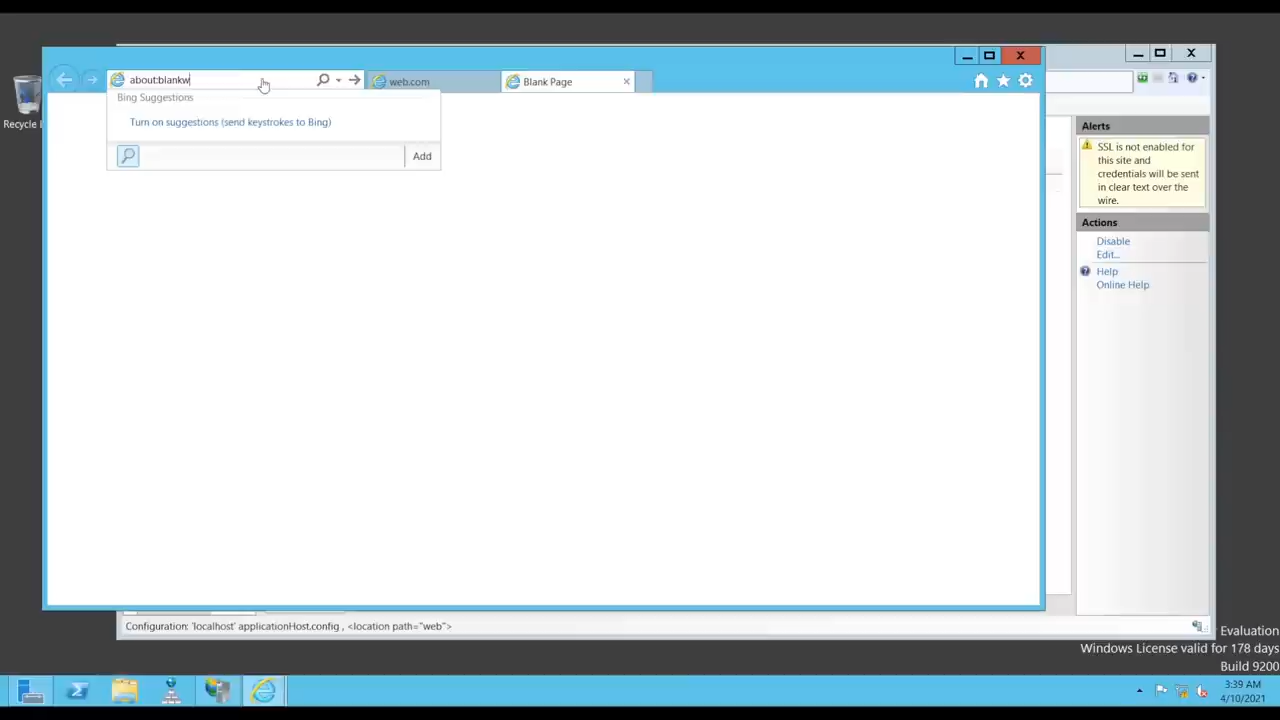 about:blankw
web.com
Blank Page
Bing Suggestions
Turn on suggestions (send keystrokes to Bing)
Add
Recycle
Alerts
SSL is not enabled for
this site and
credentials will be sent
in clear text over the
wire.
Actions
Disable
Edit...
Help
Online Help
Configuration: 'localhost' applicationHost.config , <location path="web">
Evaluation
Windows License valid for 178 days
Build 9200
3:39 AM
4/10/2021